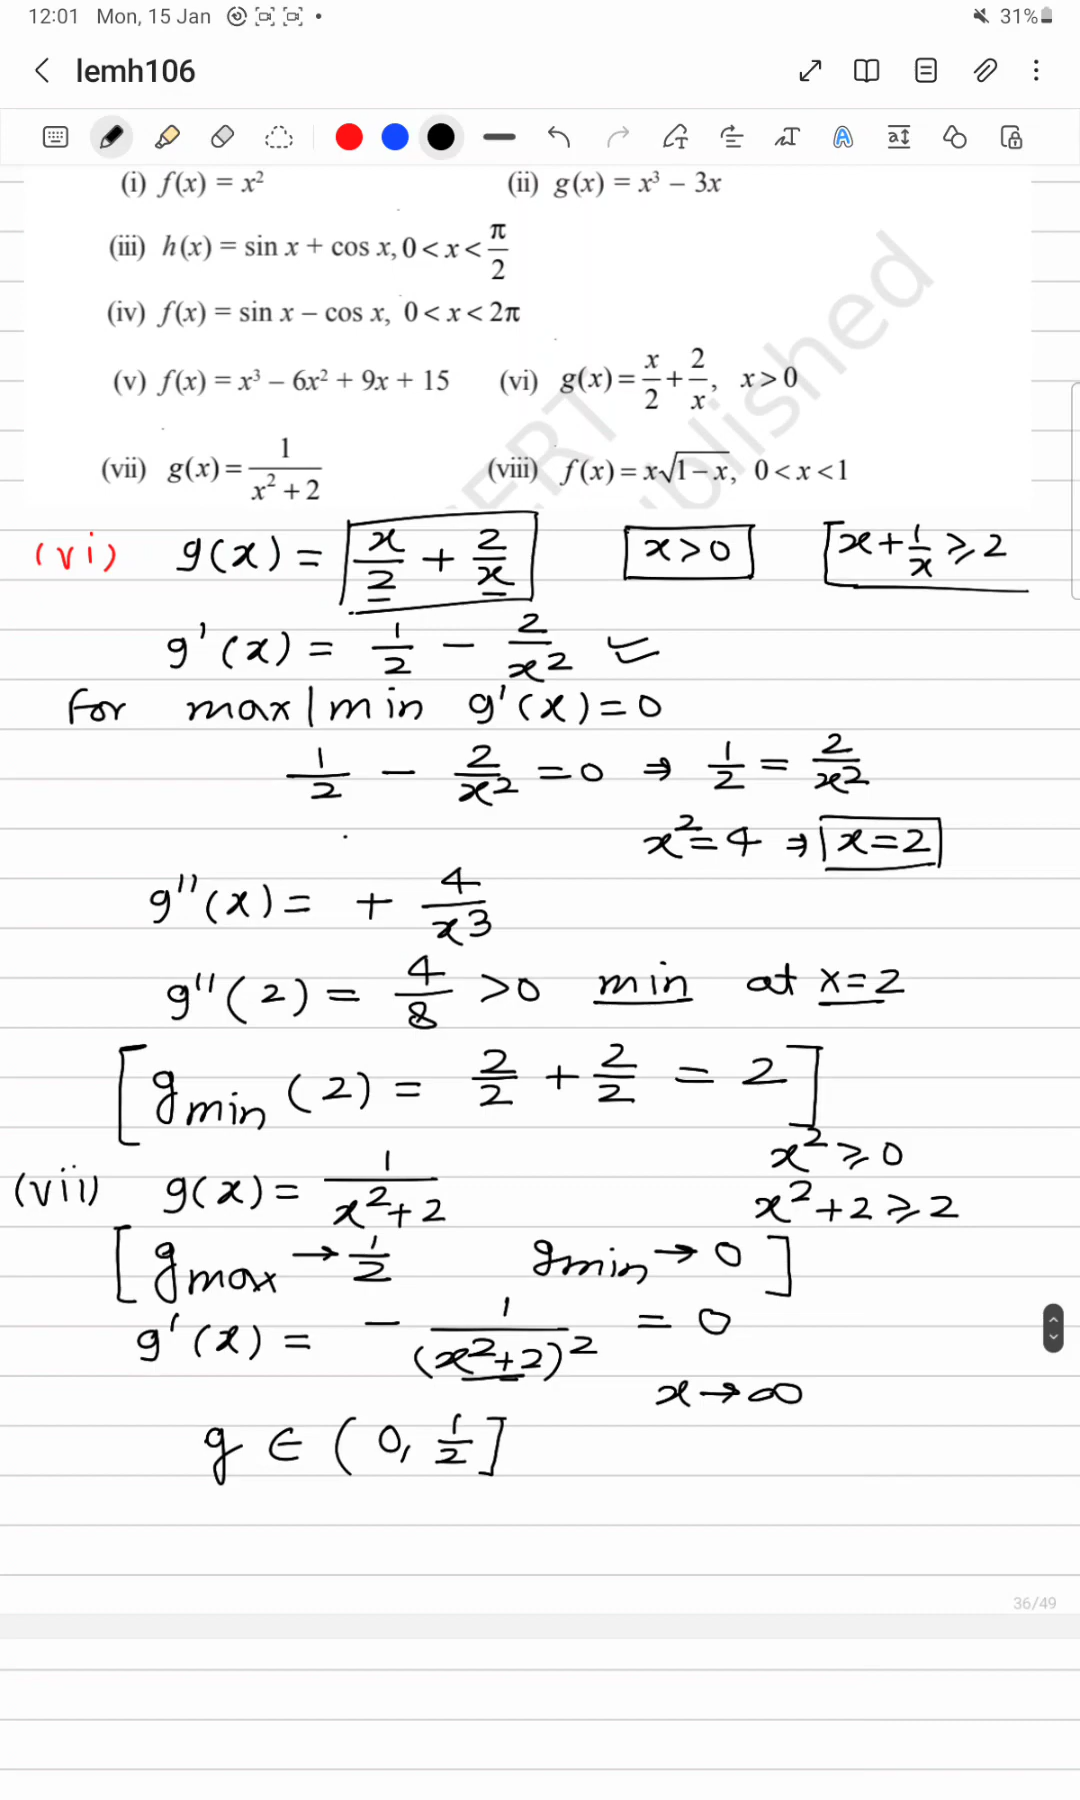 12:01 Mon, 15 Jan 31%
lemh106
(i) f(x) = x² (ii) g(x) = x³ – 3x
(iii) h(x) = sin x + cos x, 0 < x < π/2
(iv) f(x) = sin x – cos x, 0 < x < 2π
(v) f(x) = x³ – 6x² + 9x + 15 (vi) g(x) = x/2 + 2/x, x > 0
(vii) g(x) = 1/(x² + 2) (viii) f(x) = x√(1–x), 0 < x < 1
(vi) g(x) = x/2 + 2/x x>0 x + 1/x ⩾ 2
g'(x) = 1/2 – 2/x²
for max|min g'(x)=0
1/2 – 2/x² = 0 ⇒ 1/2 = 2/x²
x² = 4 ⇒ x=2
g''(x) = + 4/x3
g''(2) = 4/8 >0 min at x=2
[gmin (2) = 2/2 + 2/2 = 2]
x² ⩾ 0
(vii) g(x) = 1/(x²+2) x²+2 ⩾ 2
[gmax → 1/2 gmin → 0]
g'(x) = – 1/(x²+2)² = 0
x → ∞
g ∈ (0, 1/2]
36/49